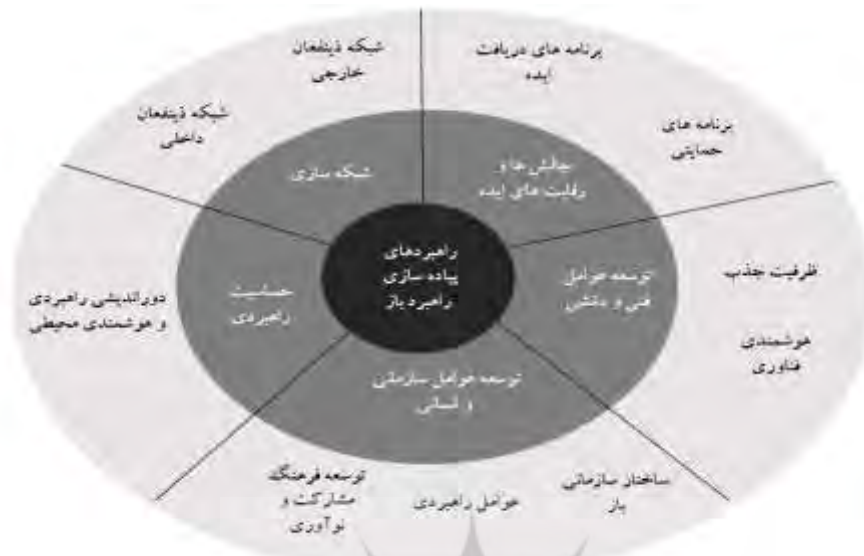 برنامه های دریافت
ایده
برنامه های
حمایتی
شبکه ذینفعان
خارجی
شبکه ذینفعان
داخلی
چالش ها و
رقابت های ایده
شبکه سازی
راهبردهای
پیاده سازی
راهبرد باز
توسعه عوامل
فنی و دانشی
حساسیت
راهبردی
ظرفیت جذب
هوشمندی
فناوری
دوراندیشی راهبردی
و هوشمندی محیطی
توسعه عوامل سازمانی
و انسانی
ساختار سازمانی
باز
عوامل راهبردی
توسعه فرهنگ
مشارکت و
نوآوری